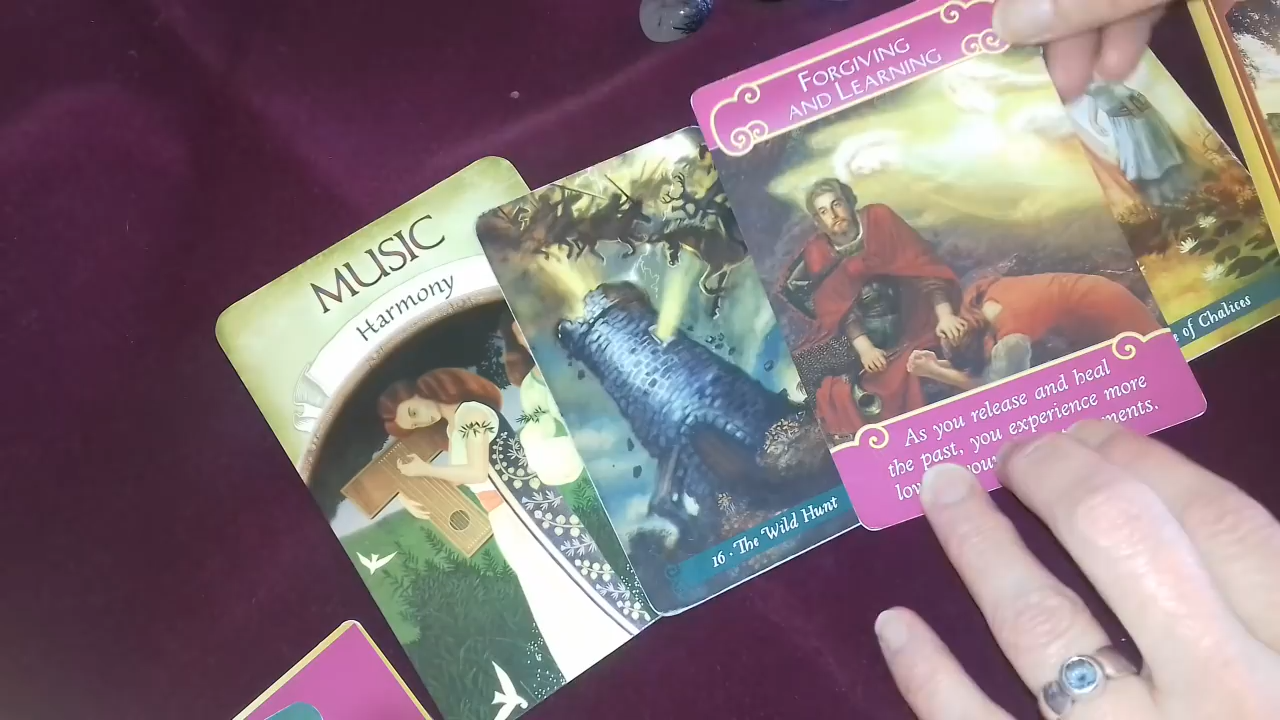 MUSIC
Harmony
16 • The Wild Hunt
FORGIVING
AND LEARNING
As you release and heal
the past, you experience more
of Chalices